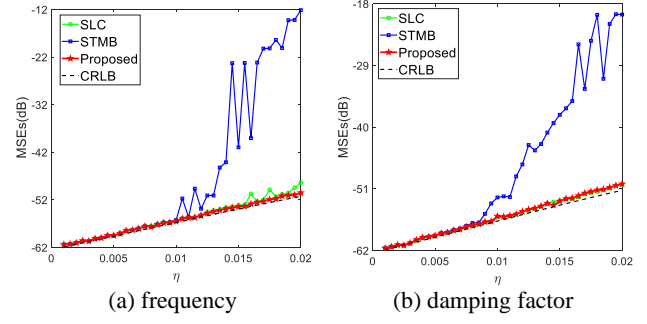 -12
-22
-32
-42
-52
-62
MSEs(dB)
SLC
STMB
Proposed
CRLB
0
0.005
0.01
0.015
0.02
η
(a) frequency
-18
-29
-40
-51
-62
MSEs(dB)
SLC
STMB
Proposed
CRLB
0
0.005
0.01
0.015
0.02
η
(b) damping factor